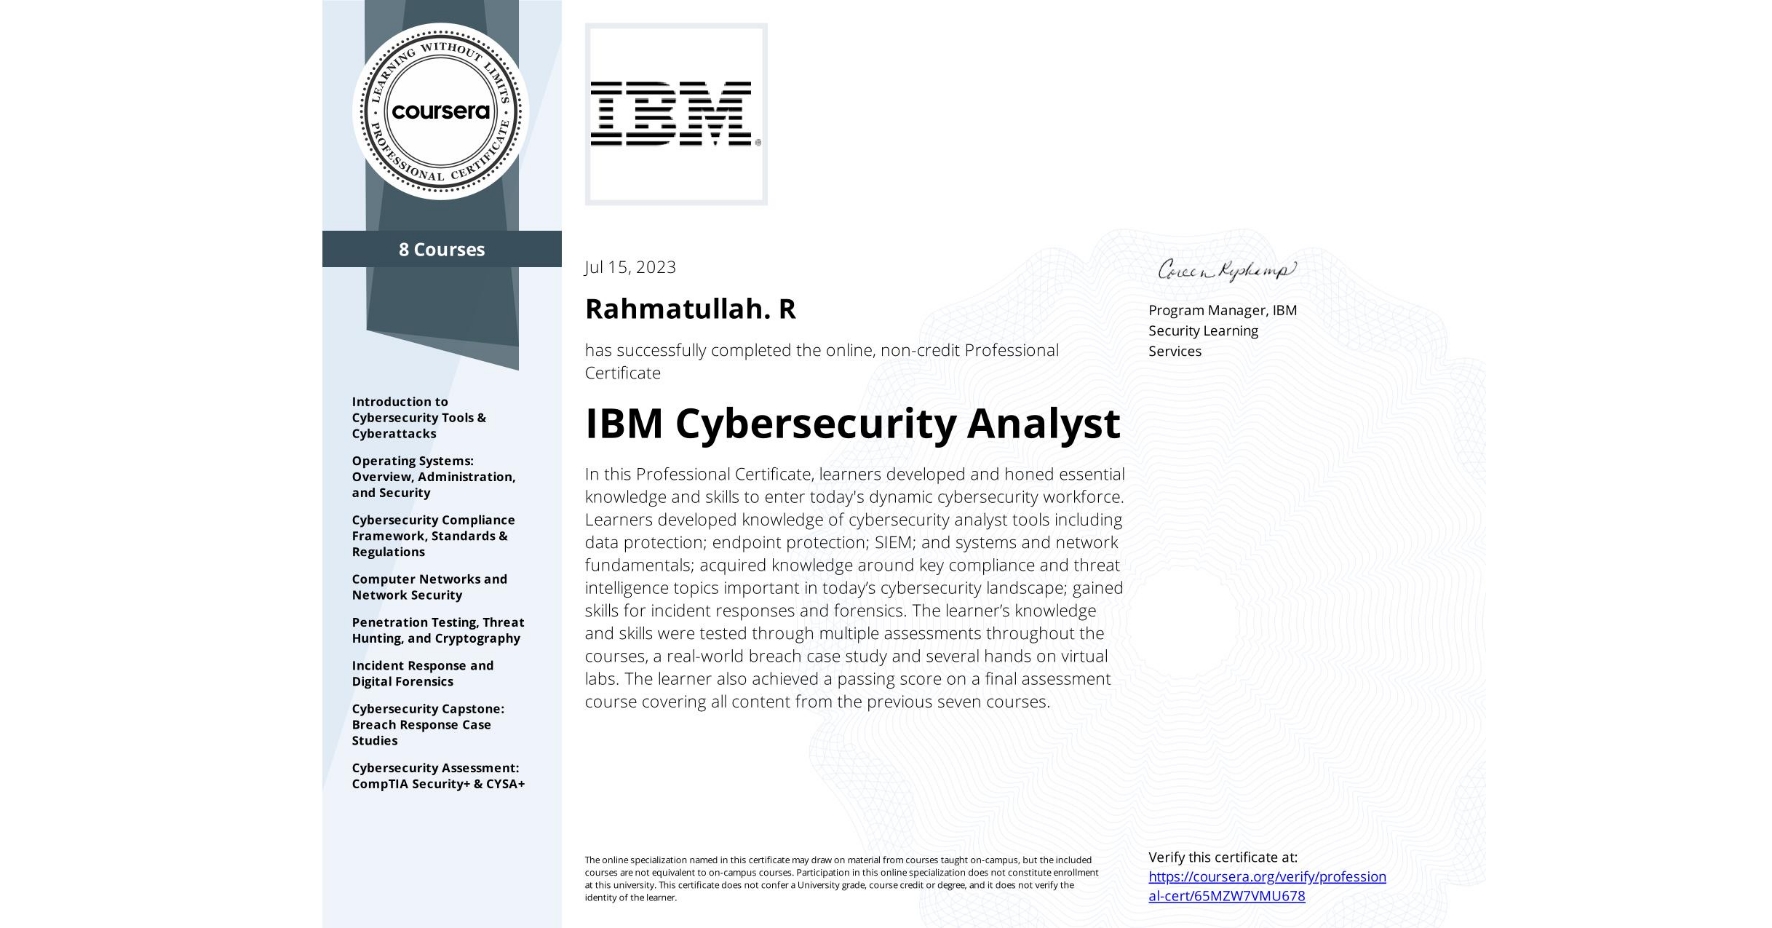 LEARNING WITHOUT LIMITS
coursera
PROFESSIONAL CERTIFICATE
8 Courses
Introduction to
Cybersecurity Tools &
Cyberattacks
Operating Systems:
Overview, Administration,
and Security
Cybersecurity Compliance
Framework, Standards &
Regulations
Computer Networks and
Network Security
Penetration Testing, Threat
Hunting, and Cryptography
Incident Response and
Digital Forensics
Cybersecurity Capstone:
Breach Response Case
Studies
Cybersecurity Assessment:
CompTIA Security+ & CYSA+
IBM®
Jul 15, 2023
Rahmatullah. R
has successfully completed the online, non-credit Professional
Certificate
IBM Cybersecurity Analyst
In this Professional Certificate, learners developed and honed essential
knowledge and skills to enter today's dynamic cybersecurity workforce.
Learners developed knowledge of cybersecurity analyst tools including
data protection; endpoint protection; SIEM; and systems and network
fundamentals; acquired knowledge around key compliance and threat
intelligence topics important in today’s cybersecurity landscape; gained
skills for incident responses and forensics. The learner’s knowledge
and skills were tested through multiple assessments throughout the
courses, a real-world breach case study and several hands on virtual
labs. The learner also achieved a passing score on a final assessment
course covering all content from the previous seven courses.
The online specialization named in this certificate may draw on material from courses taught on-campus, but the included
courses are not equivalent to on-campus courses. Participation in this online specialization does not constitute enrollment
at this university. This certificate does not confer a University grade, course credit or degree, and it does not verify the
identity of the learner.
Program Manager, IBM
Security Learning
Services
Verify this certificate at:
https://coursera.org/verify/profession
al-cert/65MZW7VMU678